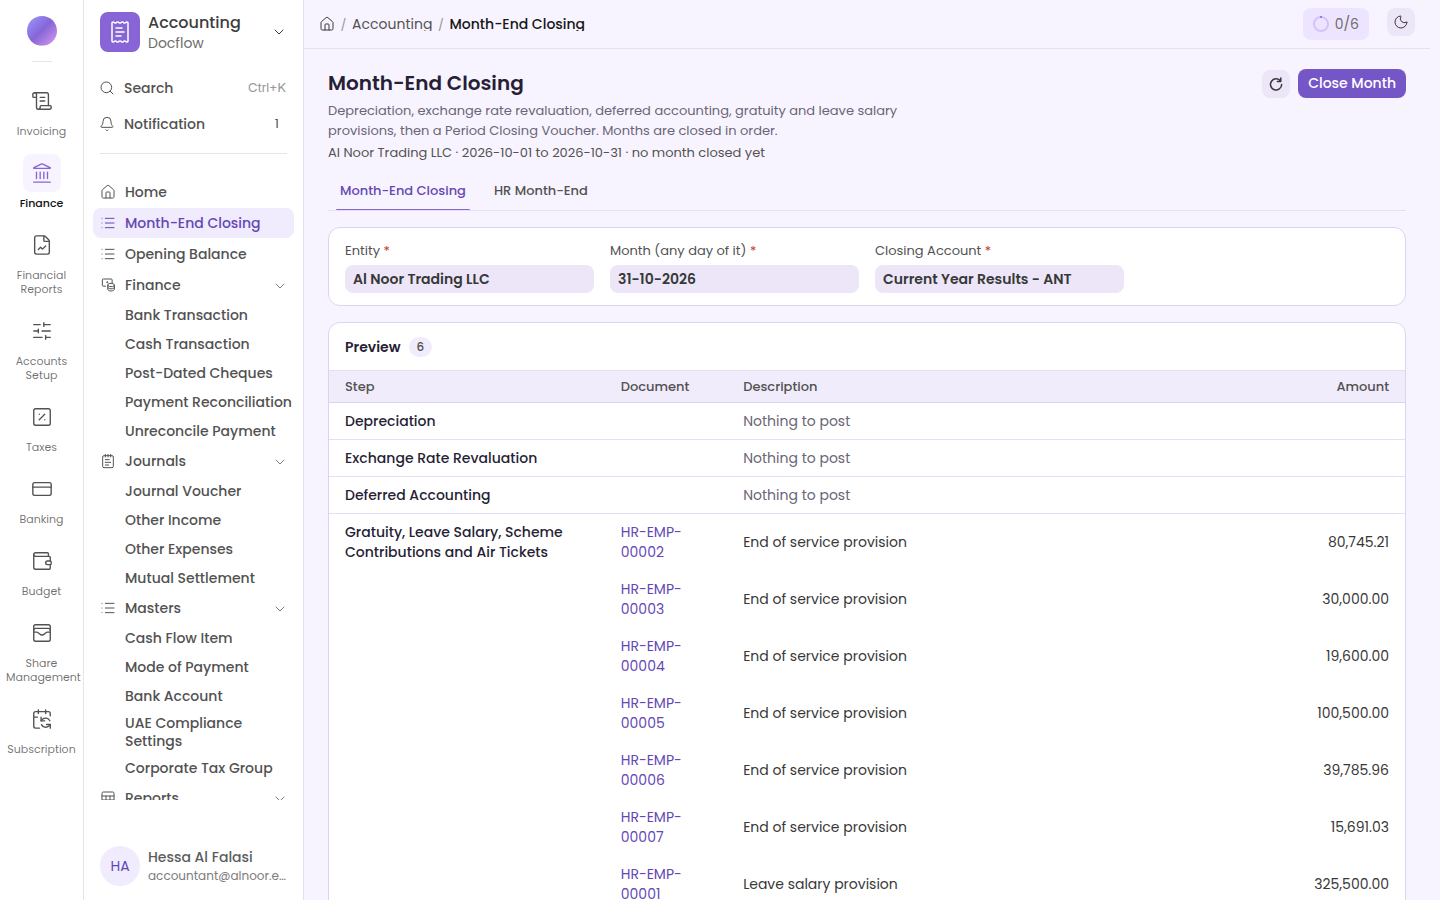 Invoicing
Finance
Financial
Reports
Accounts
Setup
Taxes
Banking
Budget
Share
Management
Subscription
Accounting
Docflow
Search Ctrl+K
Notification 1
Home
Month-End Closing
Opening Balance
Finance
Bank Transaction
Cash Transaction
Post-Dated Cheques
Payment Reconciliation
Unreconcile Payment
Journals
Journal Voucher
Other Income
Other Expenses
Mutual Settlement
Masters
Cash Flow Item
Mode of Payment
Bank Account
UAE Compliance
Settings
Corporate Tax Group
Reports
HA
Hessa Al Falasi
accountant@alnoor.e...
/ Accounting / Month-End Closing
0/6
Month-End Closing
Close Month
Depreciation, exchange rate revaluation, deferred accounting, gratuity and leave salary
provisions, then a Period Closing Voucher. Months are closed in order.
Al Noor Trading LLC · 2026-10-01 to 2026-10-31 · no month closed yet
Month-End Closing HR Month-End
Entity * Month (any day of it) * Closing Account *
Al Noor Trading LLC 31-10-2026 Current Year Results - ANT
Preview 6
Step Document Description Amount
Depreciation Nothing to post
Exchange Rate Revaluation Nothing to post
Deferred Accounting Nothing to post
Gratuity, Leave Salary, Scheme
Contributions and Air Tickets
HR-EMP-
00002
End of service provision 80,745.21
HR-EMP-
00003
End of service provision 30,000.00
HR-EMP-
00004
End of service provision 19,600.00
HR-EMP-
00005
End of service provision 100,500.00
HR-EMP-
00006
End of service provision 39,785.96
HR-EMP-
00007
End of service provision 15,691.03
HR-EMP-
00001
Leave salary provision 325,500.00